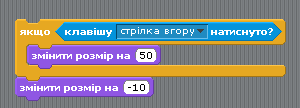 якщо клавішу стрілка вгору натиснуто?
змінити розмір на 50
змінити розмір на -10